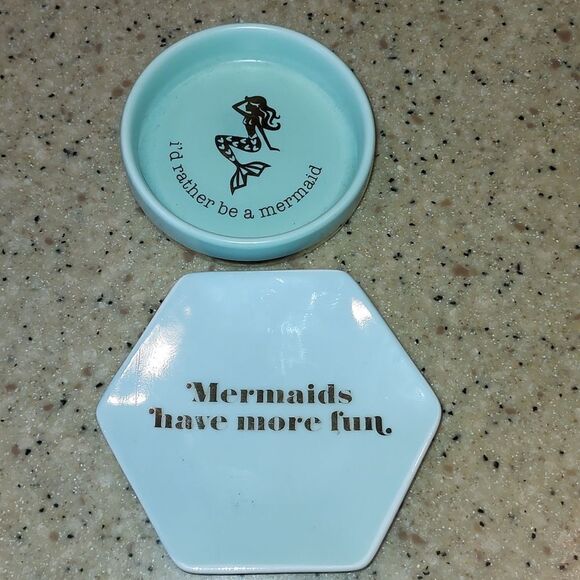 i'd rather be a mermaid
Mermaids
have more fun.